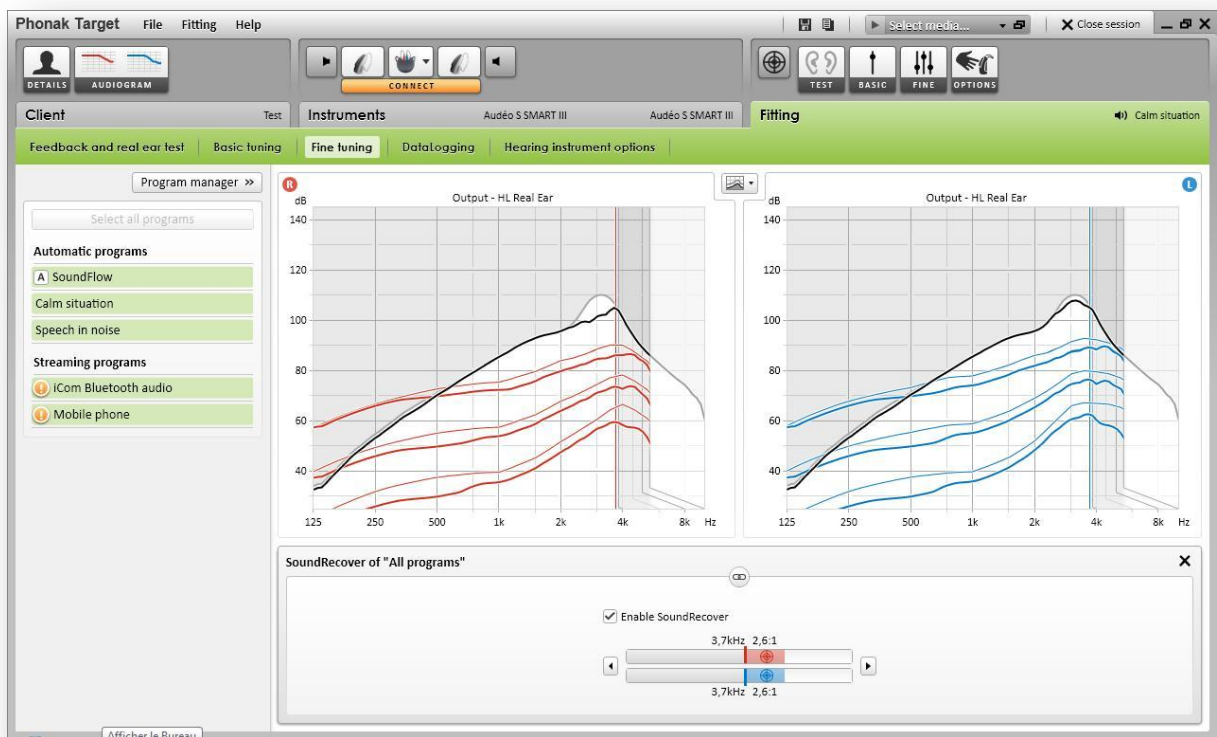 Phonak Target File Fitting Help Select media... Close session
DETAILS AUDIOGRAM CONNECT TEST BASIC FINE OPTIONS
Client Test Instruments Audéo S SMART III Audéo S SMART III Fitting Calm situation
Feedback and real ear test Basic tuning Fine tuning DataLogging Hearing instrument options
Program manager »
Select all programs
Automatic programs
A SoundFlow
Calm situation
Speech in noise
Streaming programs
iCom Bluetooth audio
Mobile phone
R
dB Output - HL Real Ear
140
120
100
80
60
40
125 250 500 1k 2k 4k 8k Hz
L
dB Output - HL Real Ear
140
120
100
80
60
40
125 250 500 1k 2k 4k 8k Hz
SoundRecover of "All programs"
Enable SoundRecover
3,7kHz 2,6:1
3,7kHz 2,6:1
Afficher le Bureau